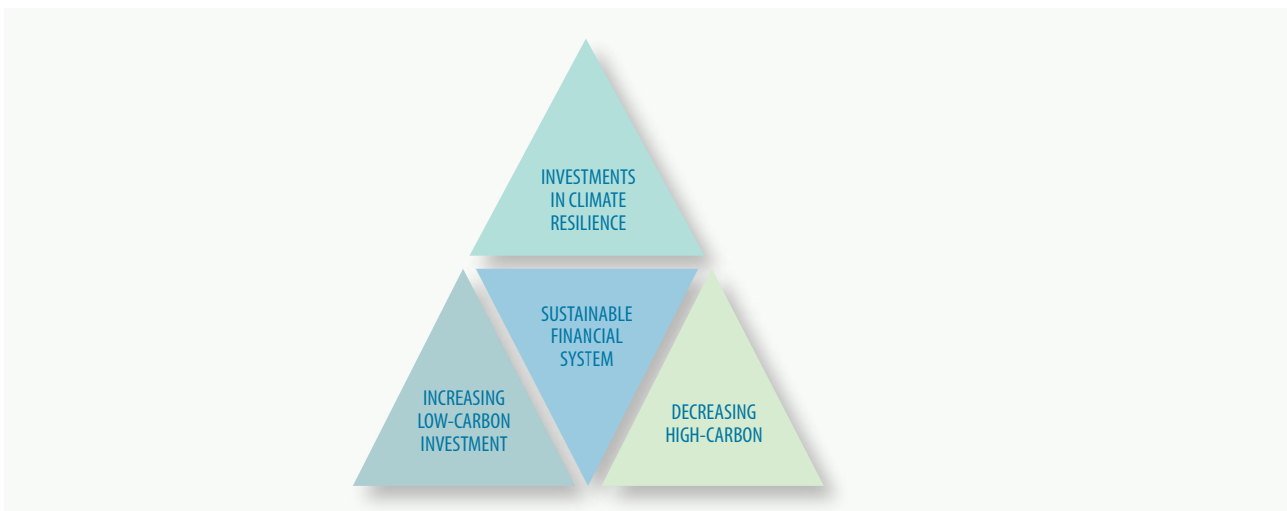 INVESTMENTS
IN CLIMATE
RESILIENCE
SUSTAINABLE
FINANCIAL
SYSTEM
INCREASING
LOW-CARBON
INVESTMENT
DECREASING
HIGH-CARBON